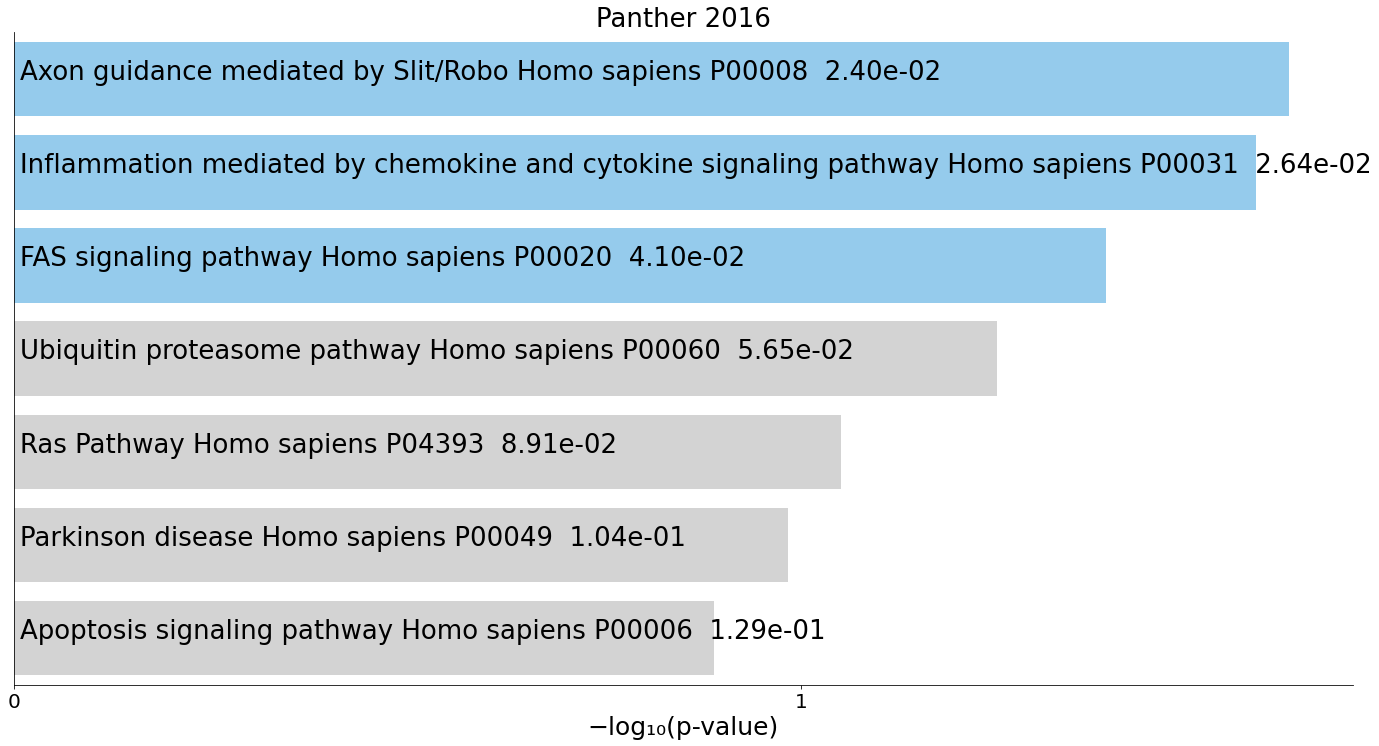 Panther 2016
Axon guidance mediated by Slit/Robo Homo sapiens P00008  2.40e-02
Inflammation mediated by chemokine and cytokine signaling pathway Homo sapiens P00031  2.64e-02
FAS signaling pathway Homo sapiens P00020  4.10e-02
Ubiquitin proteasome pathway Homo sapiens P00060  5.65e-02
Ras Pathway Homo sapiens P04393  8.91e-02
Parkinson disease Homo sapiens P00049  1.04e-01
Apoptosis signaling pathway Homo sapiens P00006  1.29e-01
0 1
−log₁₀(p-value)